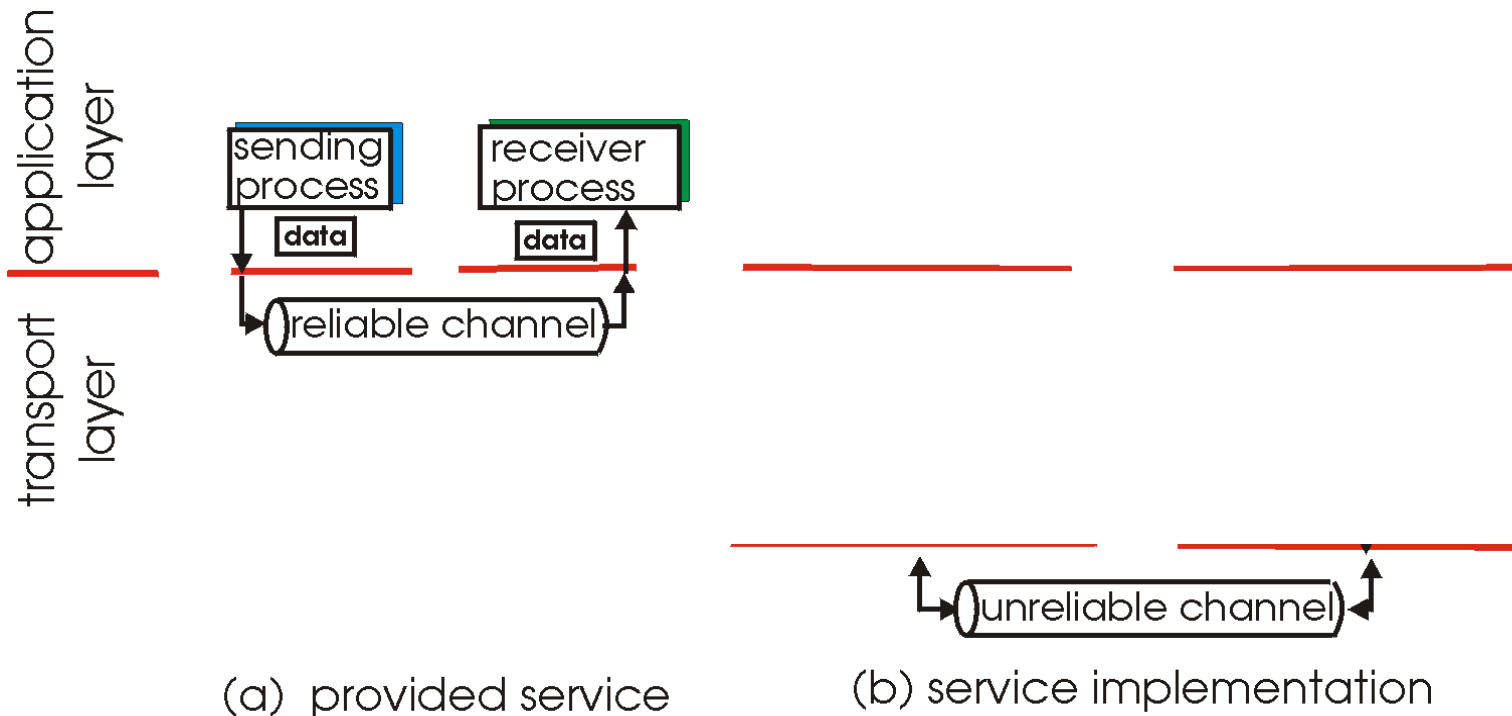 application
layer
transport
layer
sending
process
receiver
process
data
data
reliable channel
unreliable channel
(a) provided service
(b) service implementation